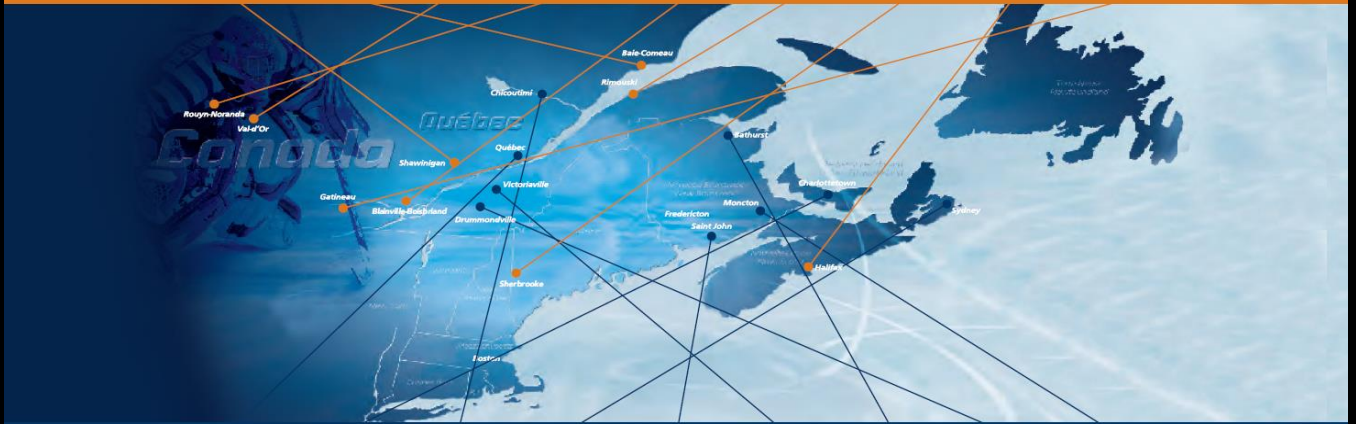 Baie-Comeau
Rimouski
Chicoutimi
Rouyn-Noranda
Val-d'Or
Québec
Bathurst
Canada
Québec
Shawinigan
Charlottetown
Victoriaville
Gatineau
Blainville-Boisbriand
Moncton
Sydney
Drummondville
Fredericton
Saint John
Halifax
Sherbrooke
Boston